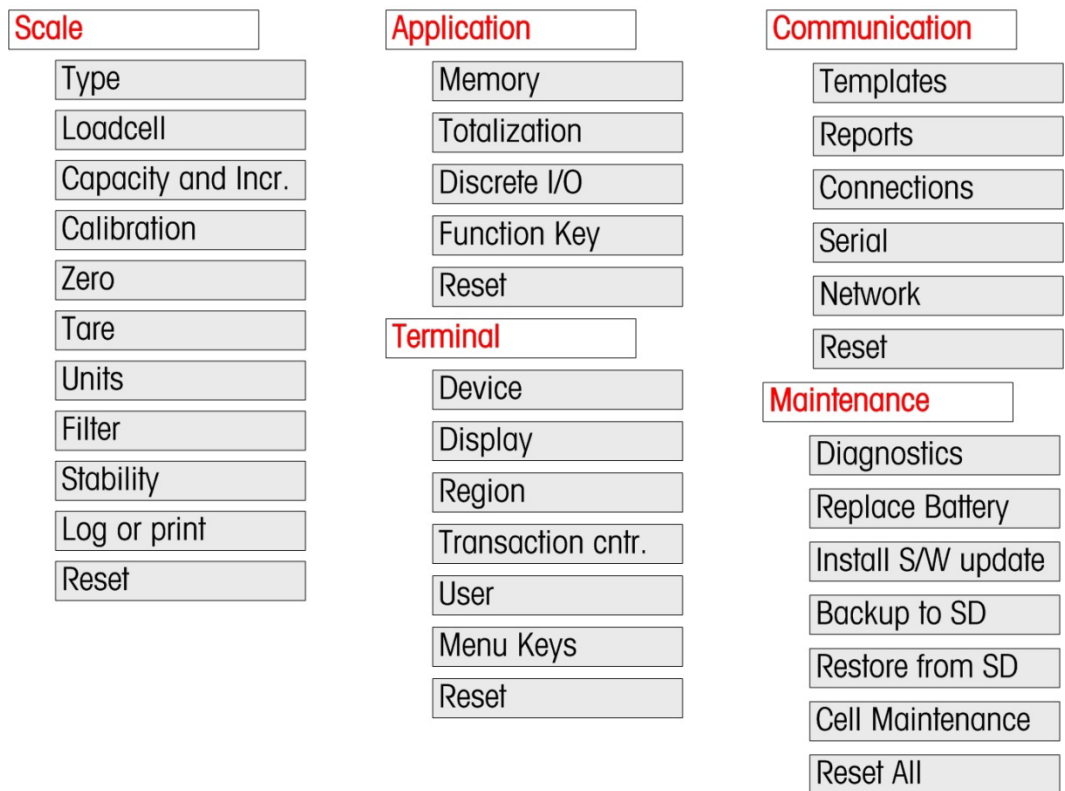 Scale
Type
Loadcell
Capacity and Incr.
Calibration
Zero
Tare
Units
Filter
Stability
Log or print
Reset
Application
Memory
Totalization
Discrete I/O
Function Key
Reset
Terminal
Device
Display
Region
Transaction cntr.
User
Menu Keys
Reset
Communication
Templates
Reports
Connections
Serial
Network
Reset
Maintenance
Diagnostics
Replace Battery
Install S/W update
Backup to SD
Restore from SD
Cell Maintenance
Reset All